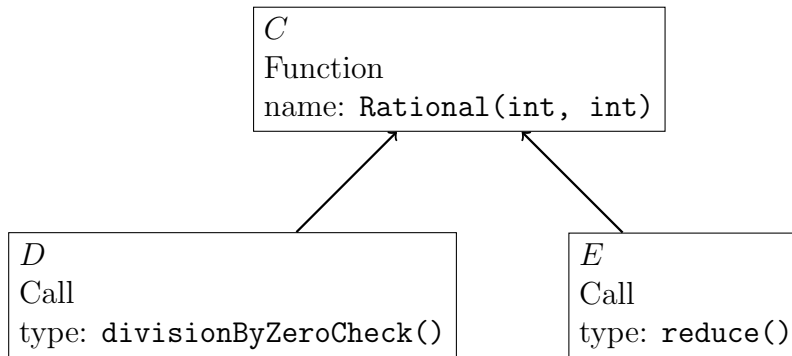 C
Function
name: Rational(int, int)
D
Call
type: divisionByZeroCheck()
E
Call
type: reduce()